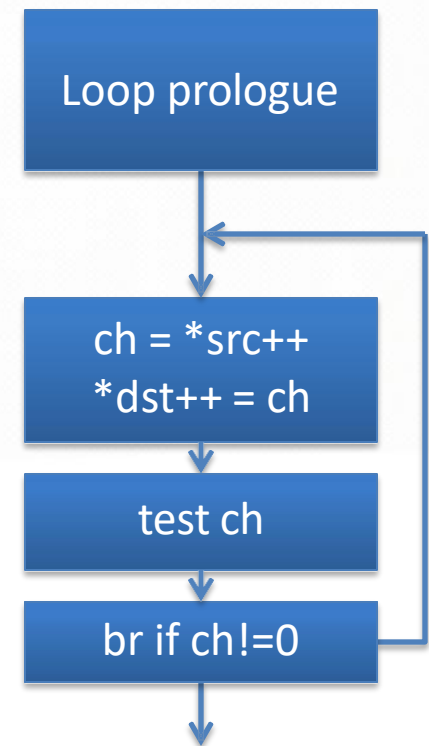 Loop prologue
ch = *src++
*dst++ = ch
test ch
br if ch!=0